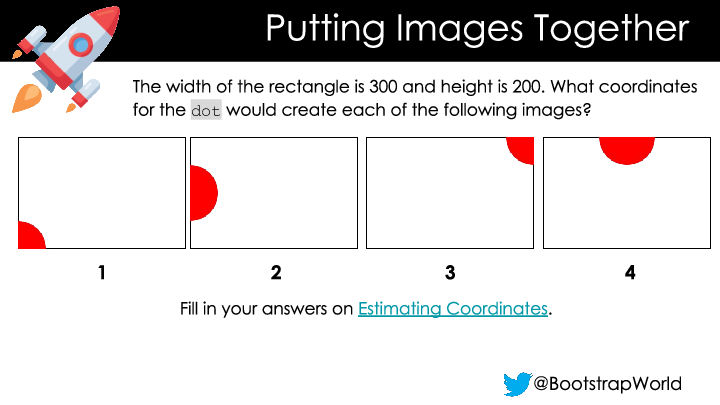 Putting Images Together
The width of the rectangle is 300 and height is 200. What coordinates
for the dot would create each of the following images?
1 2 3 4
Fill in your answers on Estimating Coordinates.
@BootstrapWorld